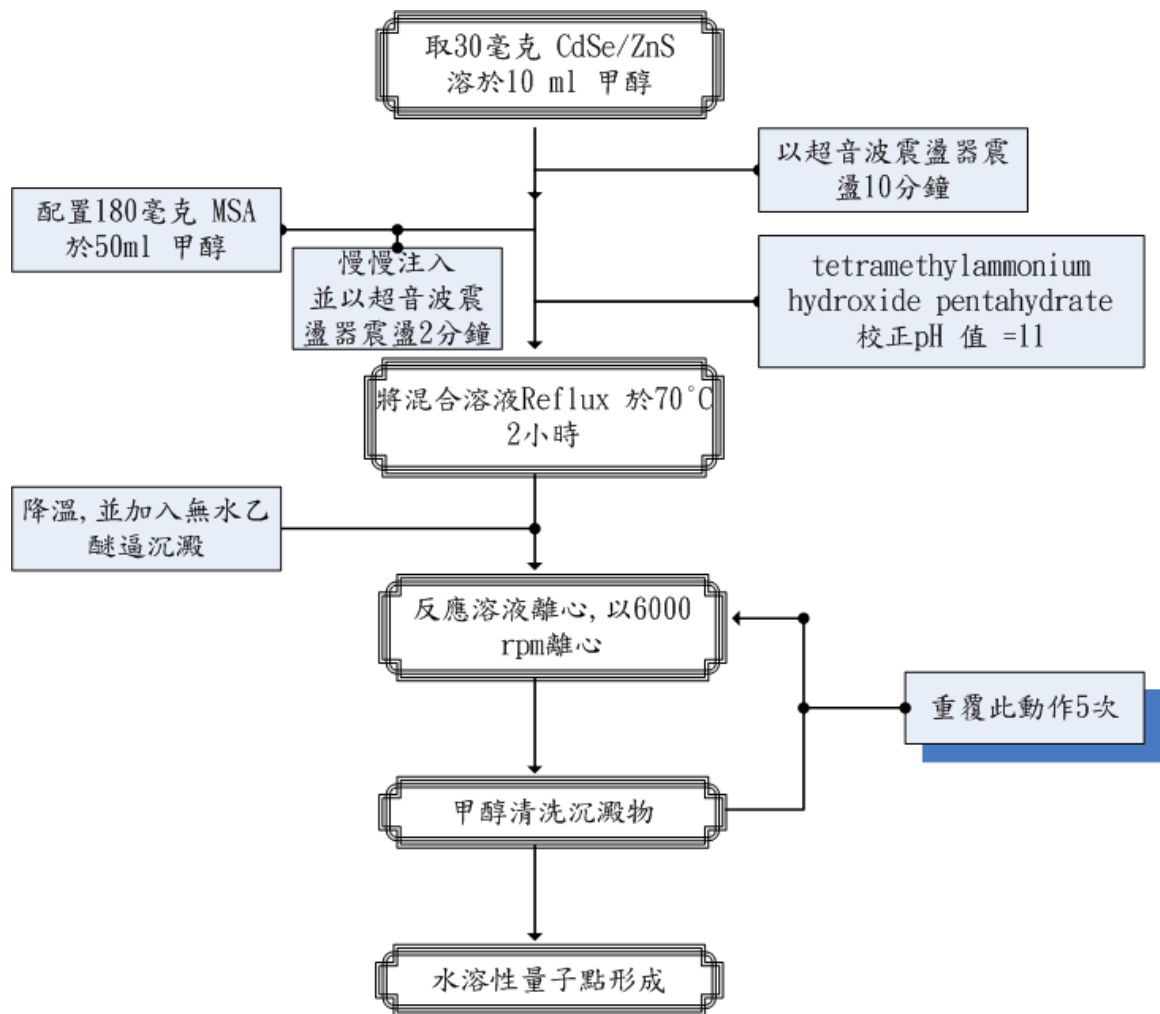 取30毫克 CdSe/ZnS
溶於10 ml 甲醇
以超音波震盪器震
盪10分鐘
配置180毫克 MSA
於50ml 甲醇
慢慢注入
並以超音波震
盪器震盪2分鐘
tetramethylammonium
hydroxide pentahydrate
校正pH 值 =11
將混合溶液Reflux 於70°C
2小時
降溫, 並加入無水乙
醚逼沉澱
反應溶液離心, 以6000
rpm離心
重覆此動作5次
甲醇清洗沉澱物
水溶性量子點形成